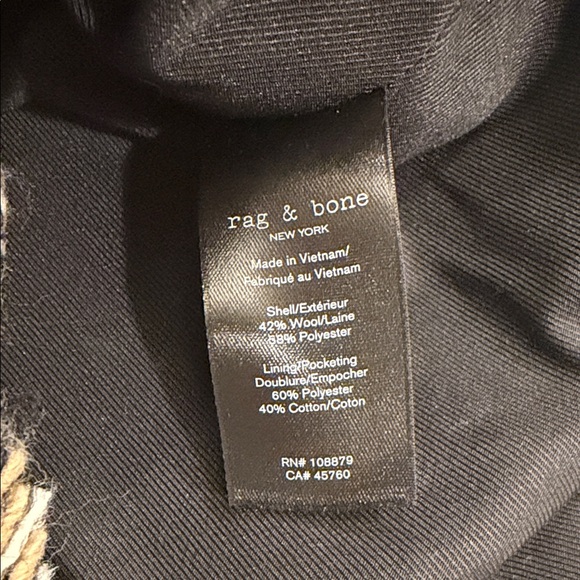 rag & bone
NEW YORK
Made in Vietnam/
Fabriqué au Vietnam
Shell/Extérieur
42% Wool/Laine
58% Polyester
Lining/Pocketing
Doublure/Empocher
60% Polyester
40% Cotton/Coton
RN# 108879
CA# 45760